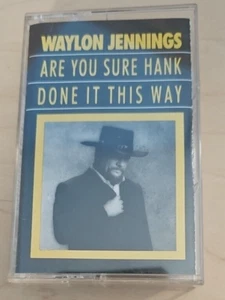 WAYLON JENNINGS
ARE YOU SURE HANK
DONE IT THIS WAY